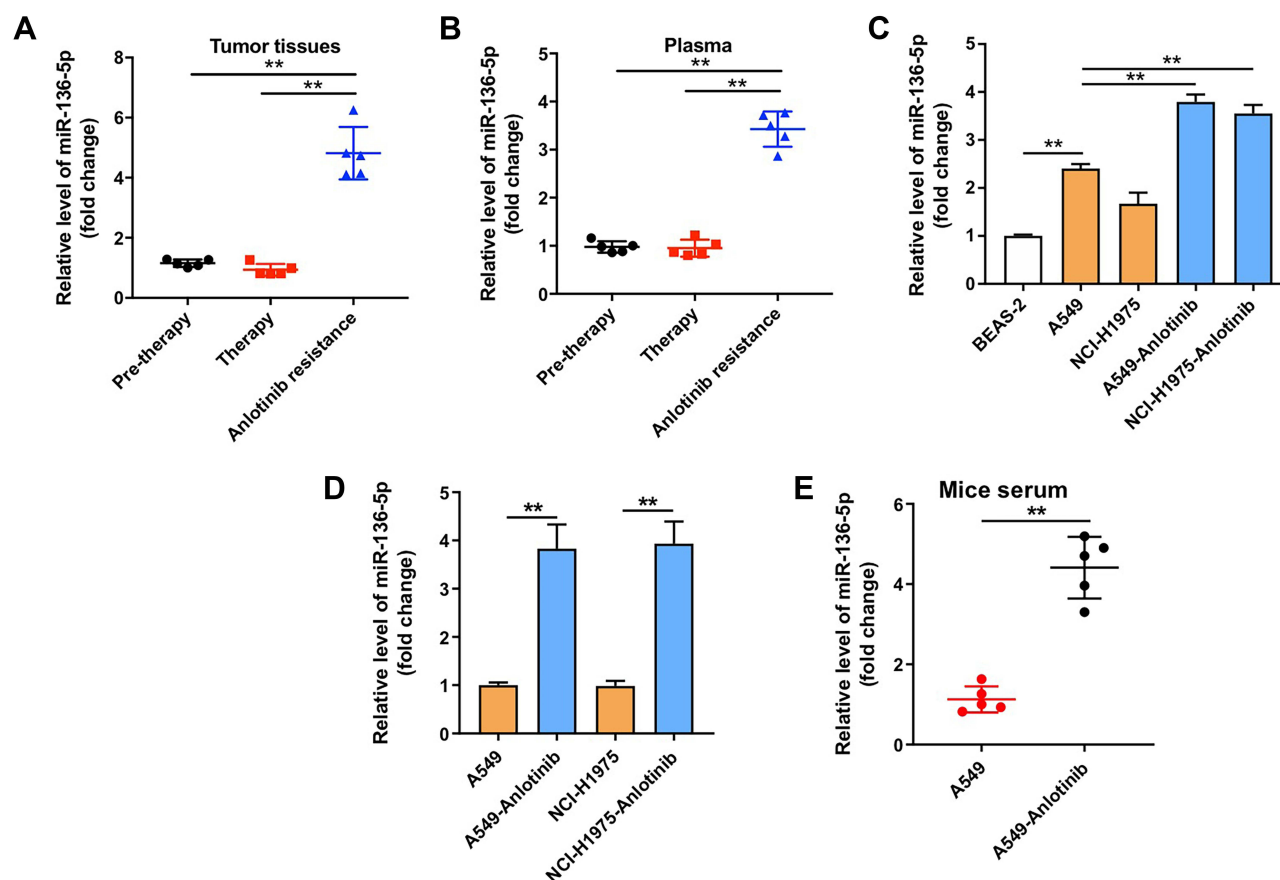 A
Tumor tissues
Relative level of miR-136-5p
(fold change)
8
6
4
2
0
**
**
Pre-therapy
Therapy
Anlotinib resistance
B
Plasma
Relative level of miR-136-5p
(fold change)
5
4
3
2
1
0
**
**
Pre-therapy
Therapy
Anlotinib resistance
C
Relative level of miR-136-5p
(fold change)
5
4
3
2
1
0
**
**
**
BEAS-2
A549
NCI-H1975
A549-Anlotinib
NCI-H1975-Anlotinib
D
Relative level of miR-136-5p
(fold change)
5
4
3
2
1
0
**
**
A549
A549-Anlotinib
NCI-H1975
NCI-H1975-Anlotinib
E
Mice serum
Relative level of miR-136-5p
(fold change)
6
4
2
0
**
A549
A549-Anlotinib